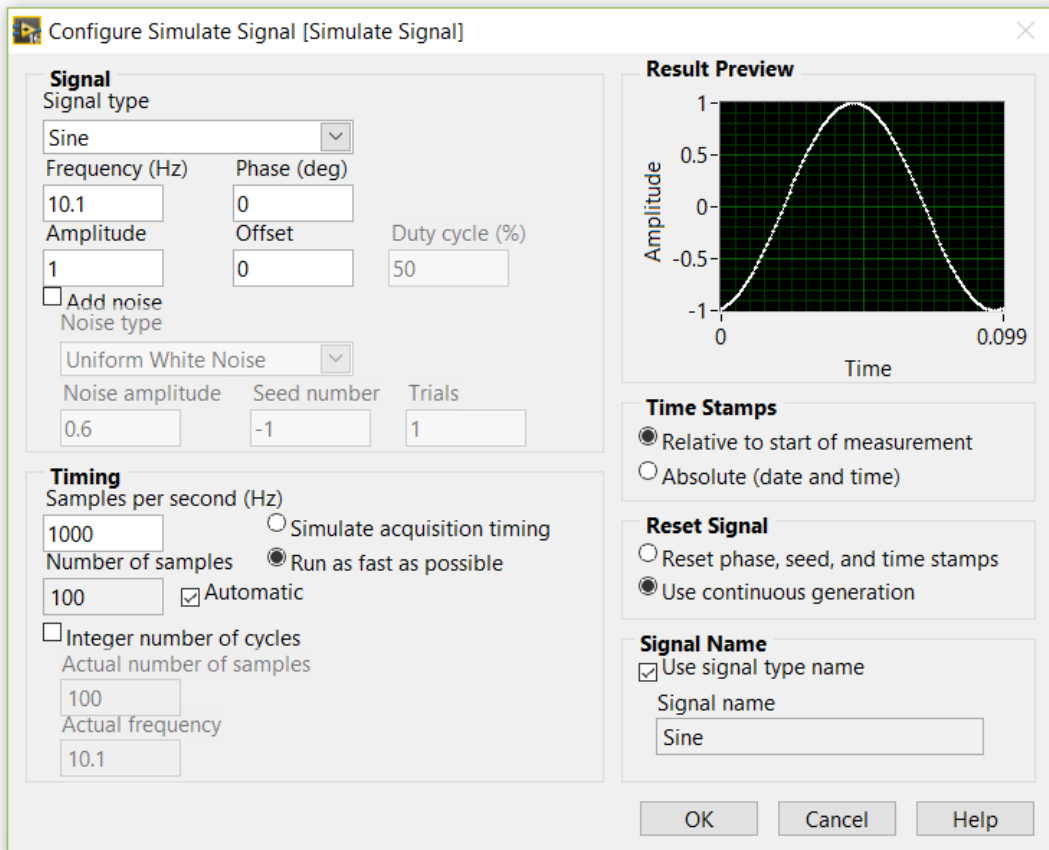 Configure Simulate Signal [Simulate Signal]
Signal
Signal type
Sine
Frequency (Hz) Phase (deg)
10.1 0
Amplitude Offset Duty cycle (%)
1 0 50
Add noise
Noise type
Uniform White Noise
Noise amplitude Seed number Trials
0.6 -1 1
Timing
Samples per second (Hz)
1000 Simulate acquisition timing
Number of samples Run as fast as possible
100 Automatic
Integer number of cycles
Actual number of samples
100
Actual frequency
10.1
Result Preview
Amplitude
1
0.5
0
-0.5
-1
0 0.099
Time
Time Stamps
Relative to start of measurement
Absolute (date and time)
Reset Signal
Reset phase, seed, and time stamps
Use continuous generation
Signal Name
Use signal type name
Signal name
Sine
OK Cancel Help